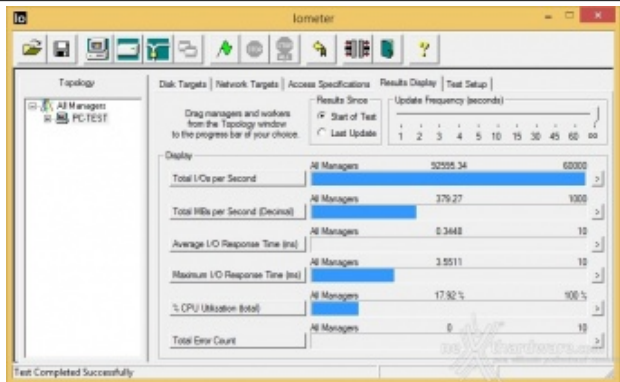 Io
Iometer
Topology
All Managers
PC-TEST
Disk Targets
Network Targets
Access Specifications
Results Display
Test Setup
Drag managers and workers
from the Topology window
to the progress bar of your choice.
Results Since
Start of Test
Last Update
Update Frequency (seconds)
1 2 3 4 5 10 15 30 45 60 ∞
Display
All Managers 92595.34 60000
Total I/Os per Second
>
All Managers 379.27 1000
Total MBs per Second (Decimal)
>
All Managers 0.3448 10
Average I/O Response Time (ms)
>
All Managers 3.5511 10
Maximum I/O Response Time (ms)
>
All Managers 17.92 % 100 %
% CPU Utilization (total)
>
All Managers 0 10
Total Error Count
>
Test Completed Successfully